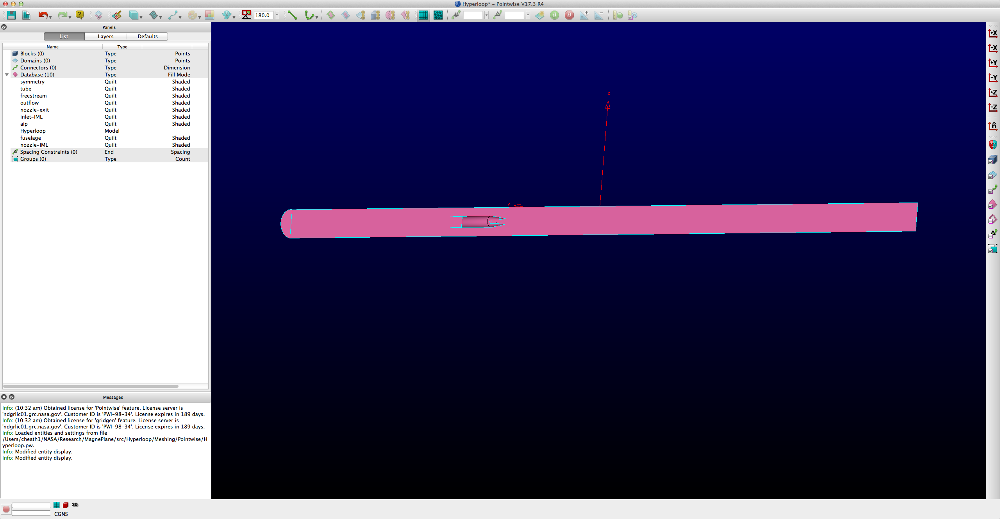 Hyperloop* - Pointwise V17.3 R4
180.0
Panels
List Layers Defaults
Name Type
Blocks (0) Type Points
Domains (0) Type Points
Connectors (0) Type Dimension
Database (10) Type Fill Mode
symmetry Quilt Shaded
tube Quilt Shaded
freestream Quilt Shaded
outflow Quilt Shaded
nozzle-exit Quilt Shaded
inlet-IML Quilt Shaded
aip Quilt Shaded
Hyperloop Model
fuselage Quilt Shaded
nozzle-IML Quilt Shaded
Spacing Constraints (0) End Spacing
Groups (0) Type Count
z
y
+X
-X
+Y
-Y
+Z
-Z
n̂
Messages
Info: (10:32 am) Obtained license for 'Pointwise' feature. License server is
'ndgrlic01.grc.nasa.gov'. Customer ID is 'PWI-98-34'. License expires in 189 days.
Info: (10:32 am) Obtained license for 'gridgen' feature. License server is
'ndgrlic01.grc.nasa.gov'. Customer ID is 'PWI-98-34'. License expires in 189 days.
Info: Loaded entities and settings from file
/Users/cheath1/NASA/Research/MagnePlane/src/Hyperloop/Meshing/Pointwise/H
yperloop.pw.
Info: Modified entity display.
Info: Modified entity display.
3D
CGNS